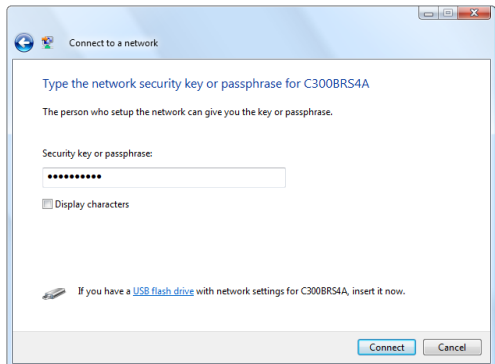 Connect to a network
Type the network security key or passphrase for C300BRS4A
The person who setup the network can give you the key or passphrase.
Security key or passphrase:
••••••••••
Display characters
If you have a USB flash drive with network settings for C300BRS4A, insert it now.
Connect Cancel